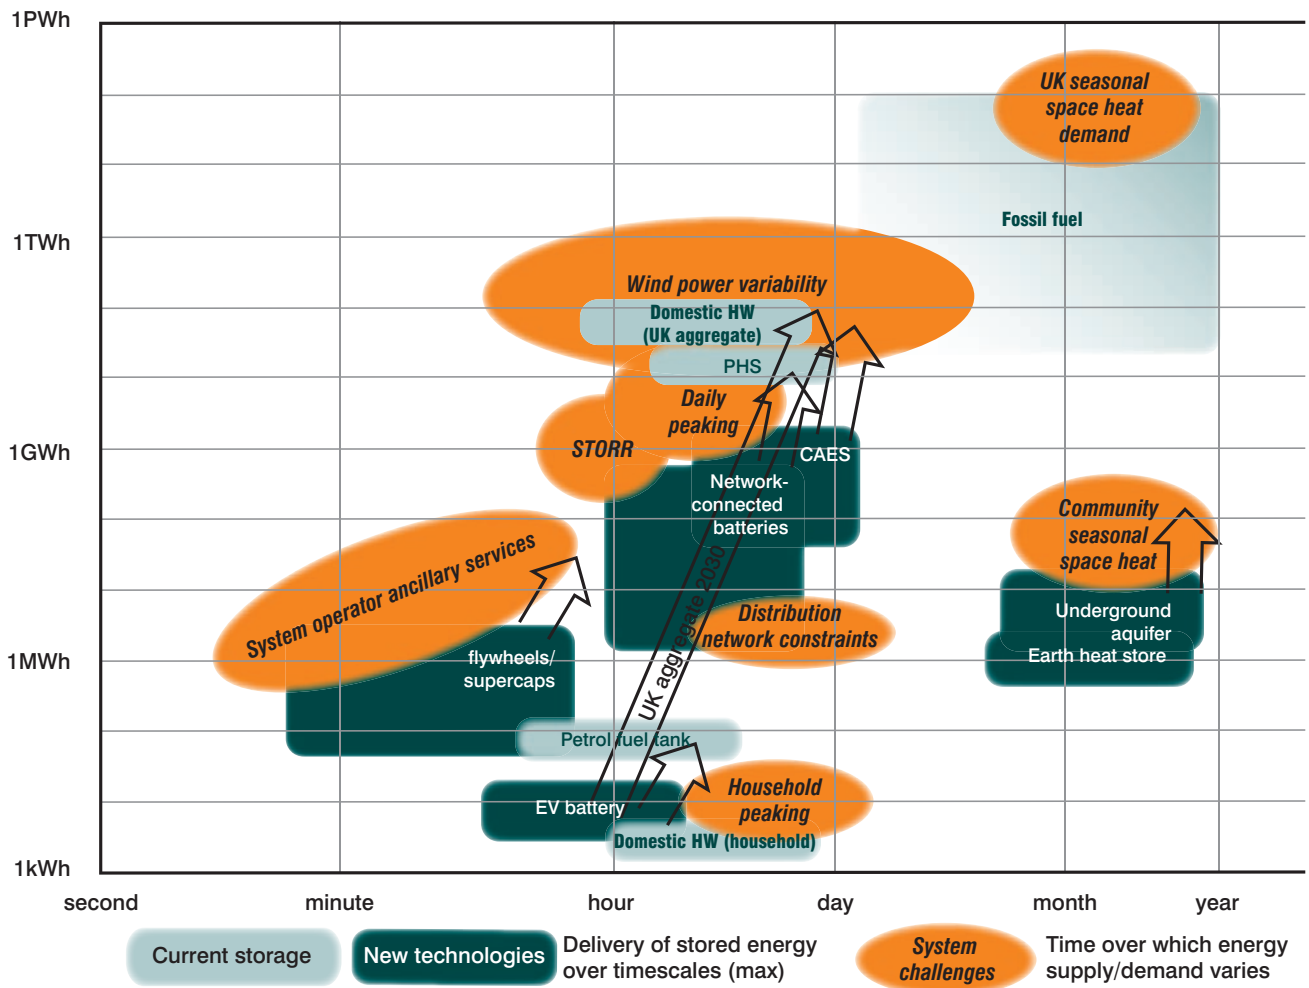 1PWh
UK seasonal
space heat
demand
Fossil fuel
1TWh
Wind power variability
Domestic HW
(UK aggregate)
PHS
Daily
peaking
STORR
1GWh
CAES
Network-
connected
batteries
Community
seasonal
space heat
System operator ancillary services
UK aggregate 2030
Distribution
network constraints
Underground
aquifer
Earth heat store
1MWh
flywheels/
supercaps
Petrol fuel tank
Household
peaking
EV battery
Domestic HW (household)
1kWh
second
minute
hour
day
month
year
Current storage
New technologies
Delivery of stored energy
over timescales (max)
System
challenges
Time over which energy
supply/demand varies